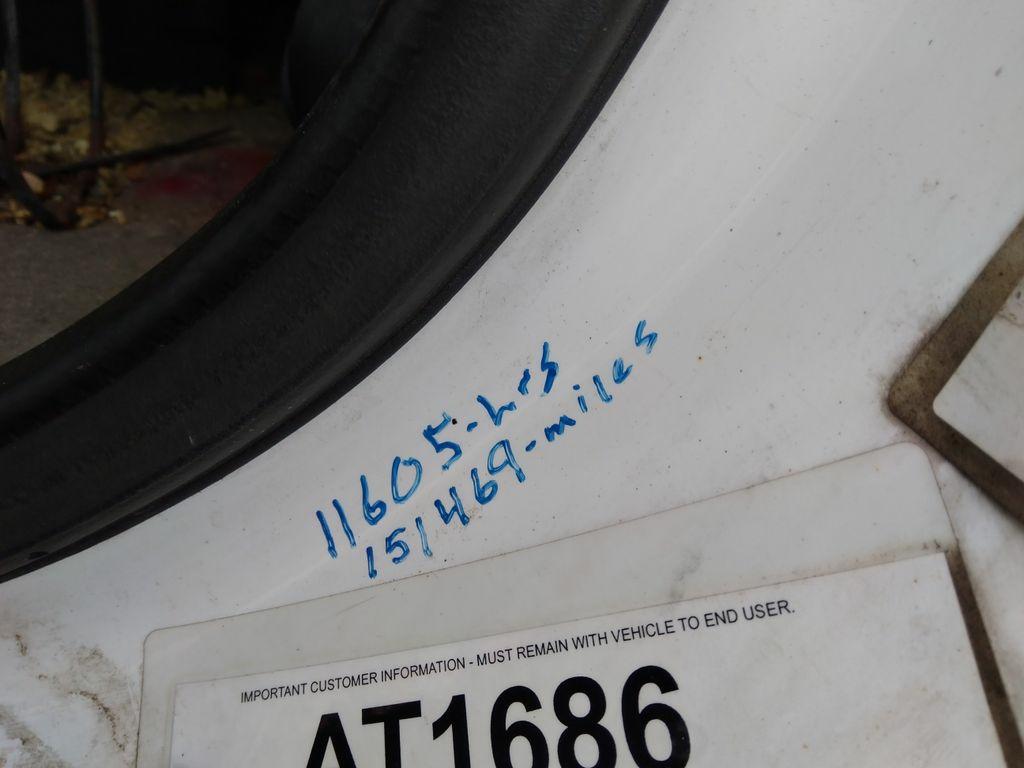 11605-hrs
151469-miles
IMPORTANT CUSTOMER INFORMATION - MUST REMAIN WITH VEHICLE TO END USER.
AT1686